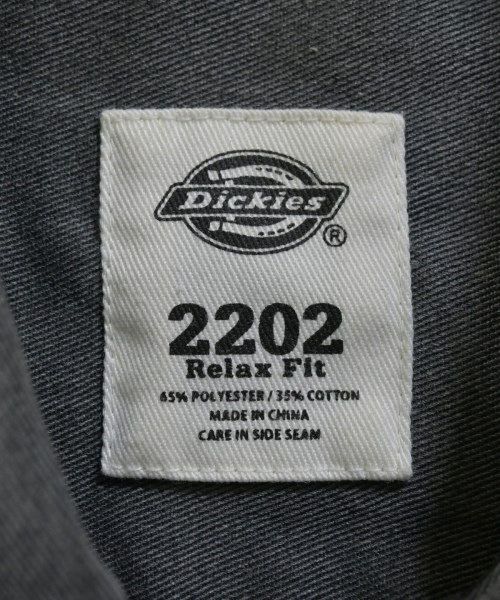 Dickies
®
2202
Relax Fit
65% POLYESTER / 35% COTTON
MADE IN CHINA
CARE IN SIDE SEAM